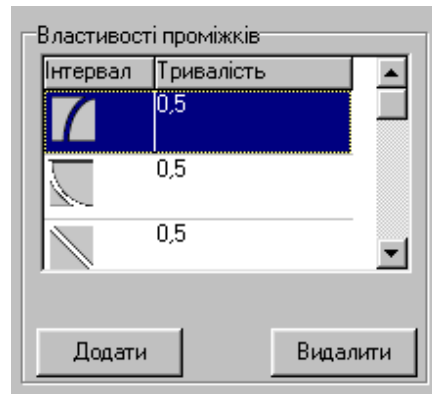 Властивості проміжків
Інтервал Тривалість
0,5
0,5
0,5
Додати Видалити